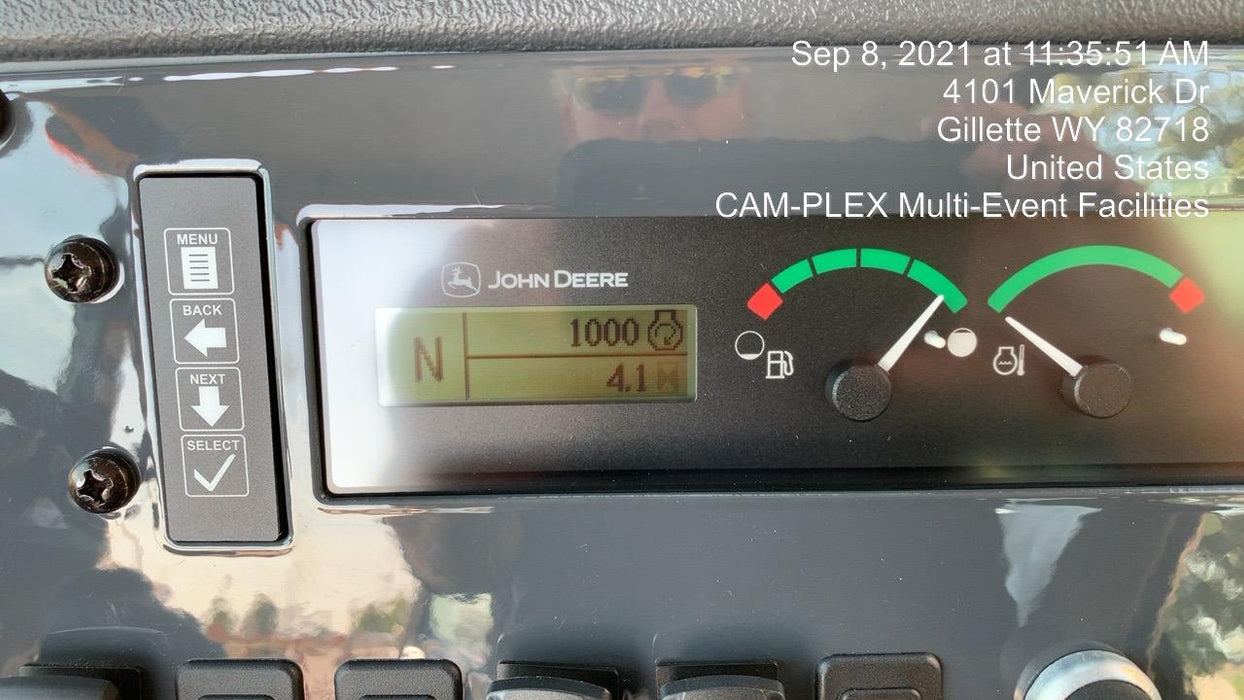 Sep 8, 2021 at 11:35:51 AM
4101 Maverick Dr
Gillette WY 82718
United States
CAM-PLEX Multi-Event Facilities
MENU
BACK
NEXT
SELECT
JOHN DEERE
N
1000
4.1